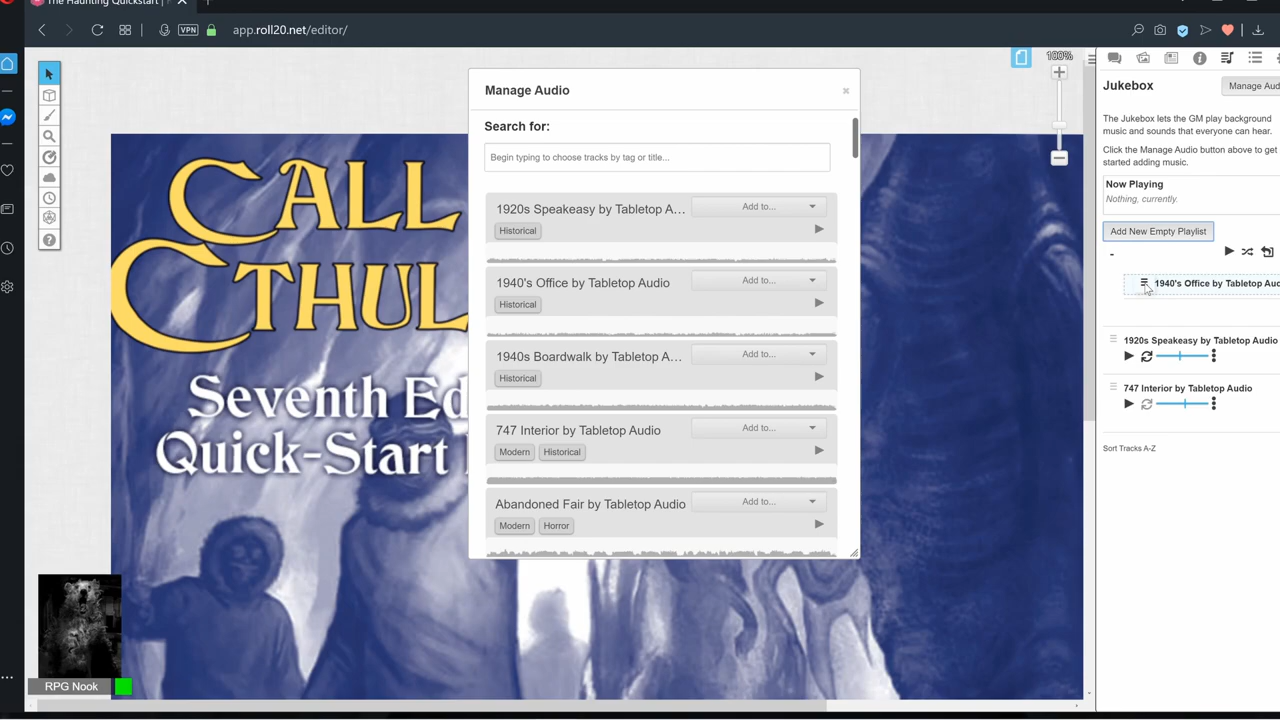 The Haunting Quickstart |
VPN
app.roll20.net/editor/
100%
CALL
CTHUL
Seventh Ed
Quick-Start
RPG Nook
Manage Audio
×
Search for:
Begin typing to choose tracks by tag or title...
1920s Speakeasy by Tabletop A...
Add to...
Historical
1940's Office by Tabletop Audio
Add to...
Historical
1940s Boardwalk by Tabletop A...
Add to...
Historical
747 Interior by Tabletop Audio
Add to...
Modern Historical
Abandoned Fair by Tabletop Audio
Add to...
Modern Horror
Jukebox
Manage Aud
The Jukebox lets the GM play background
music and sounds that everyone can hear.
Click the Manage Audio button above to get
started adding music.
Now Playing
Nothing, currently.
Add New Empty Playlist
-
1940's Office by Tabletop Aud
1920s Speakeasy by Tabletop Audio
747 Interior by Tabletop Audio
Sort Tracks A-Z